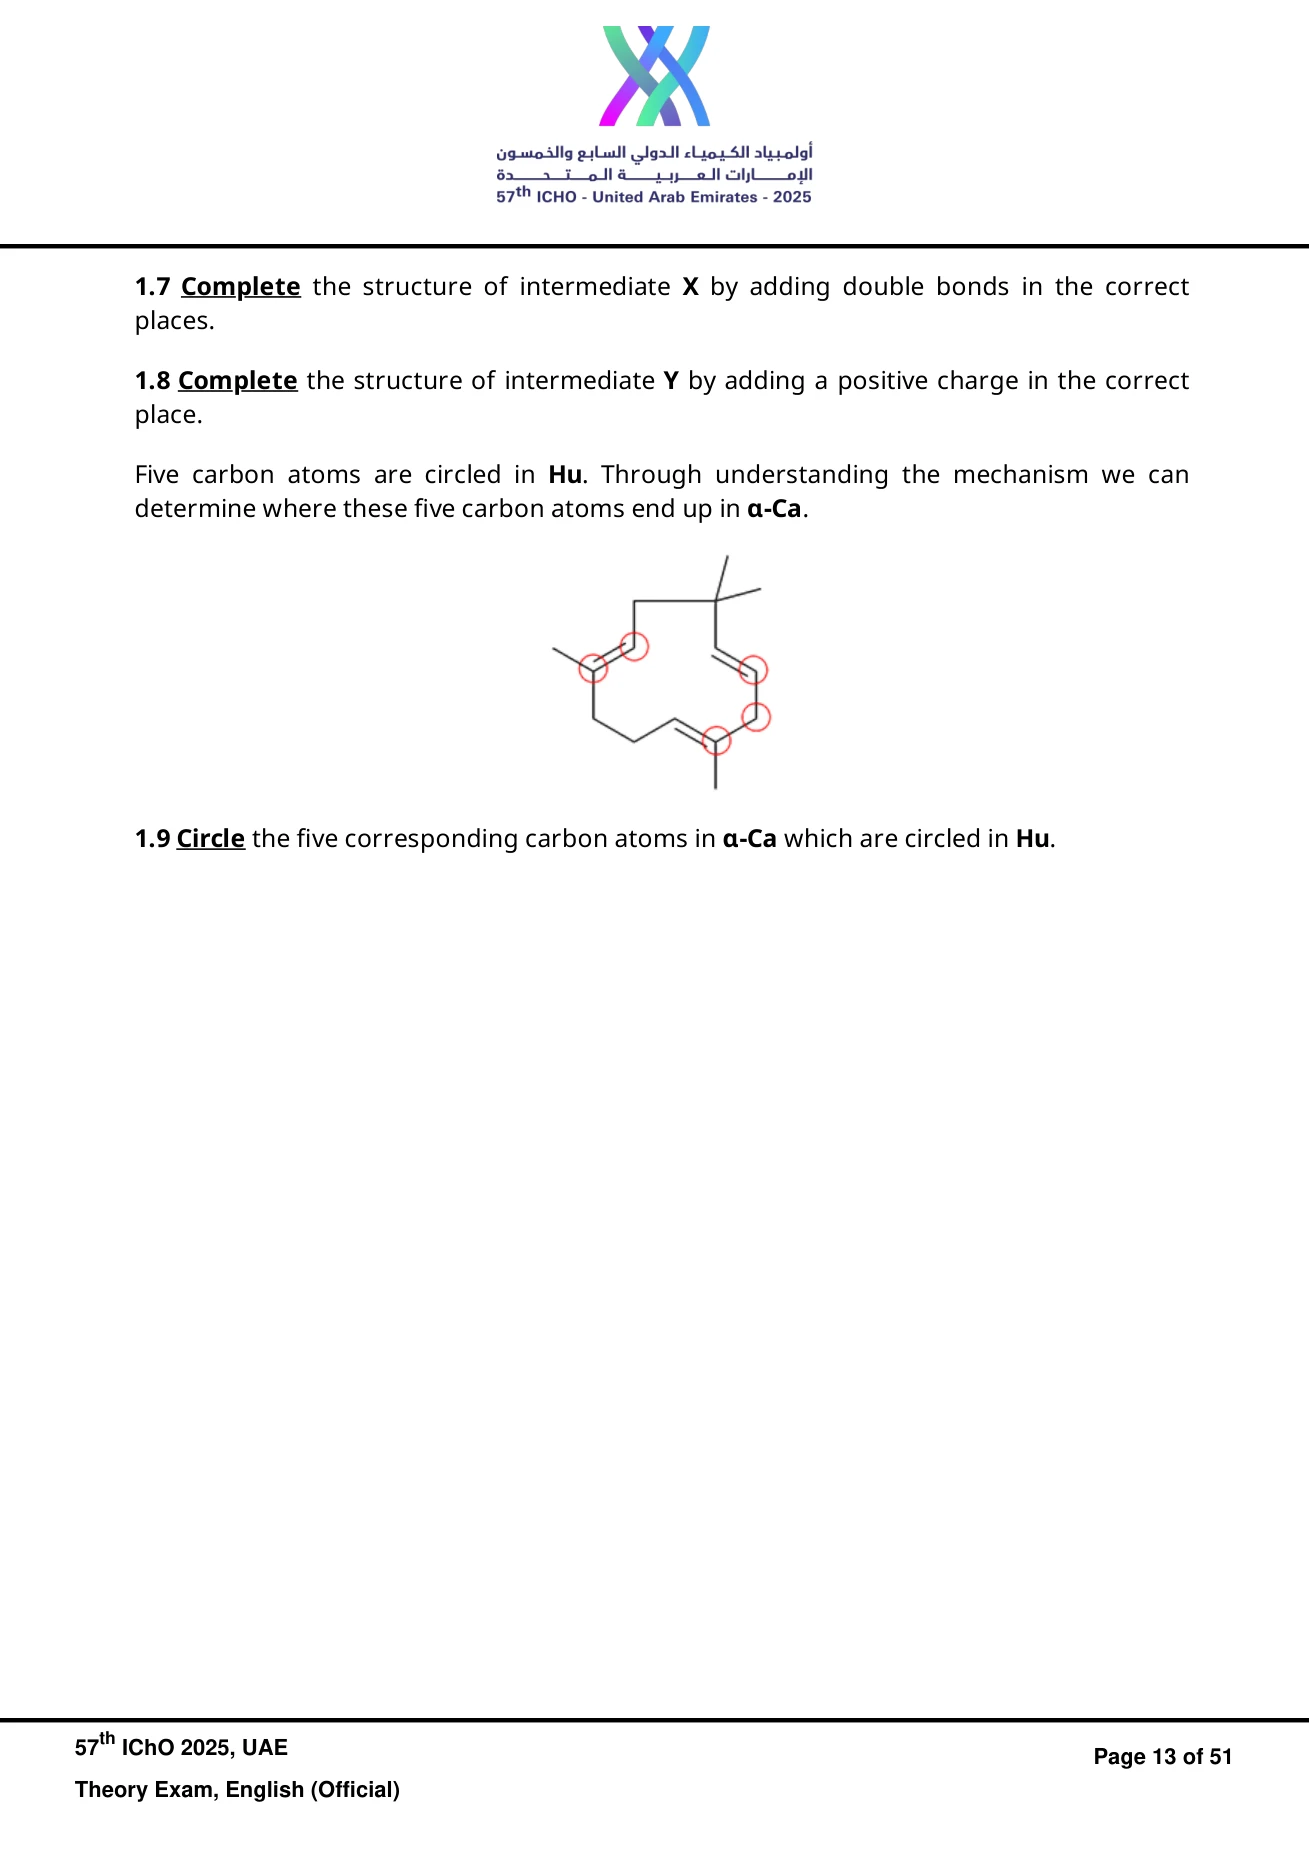 أولمبياد الكيمياء الدولي السابع والخمسون
الإمـــارات العـــربيـــة المـــتـــحـــدة
57th ICHO - United Arab Emirates - 2025
1.7 Complete the structure of intermediate X by adding double bonds in the correct
places.
1.8 Complete the structure of intermediate Y by adding a positive charge in the correct
place.
Five carbon atoms are circled in Hu. Through understanding the mechanism we can
determine where these five carbon atoms end up in α-Ca.
1.9 Circle the five corresponding carbon atoms in α-Ca which are circled in Hu.
57th IChO 2025, UAE
Page 13 of 51
Theory Exam, English (Official)